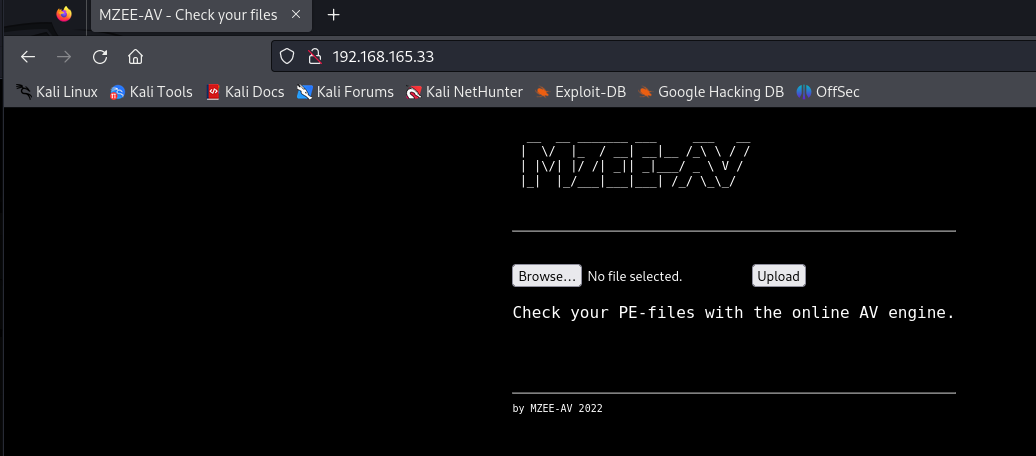 MZEE-AV - Check your files
192.168.165.33
Kali Linux Kali Tools Kali Docs Kali Forums Kali NetHunter Exploit-DB Google Hacking DB OffSec
MZEE-AV
Browse... No file selected. Upload
Check your PE-files with the online AV engine.
by MZEE-AV 2022